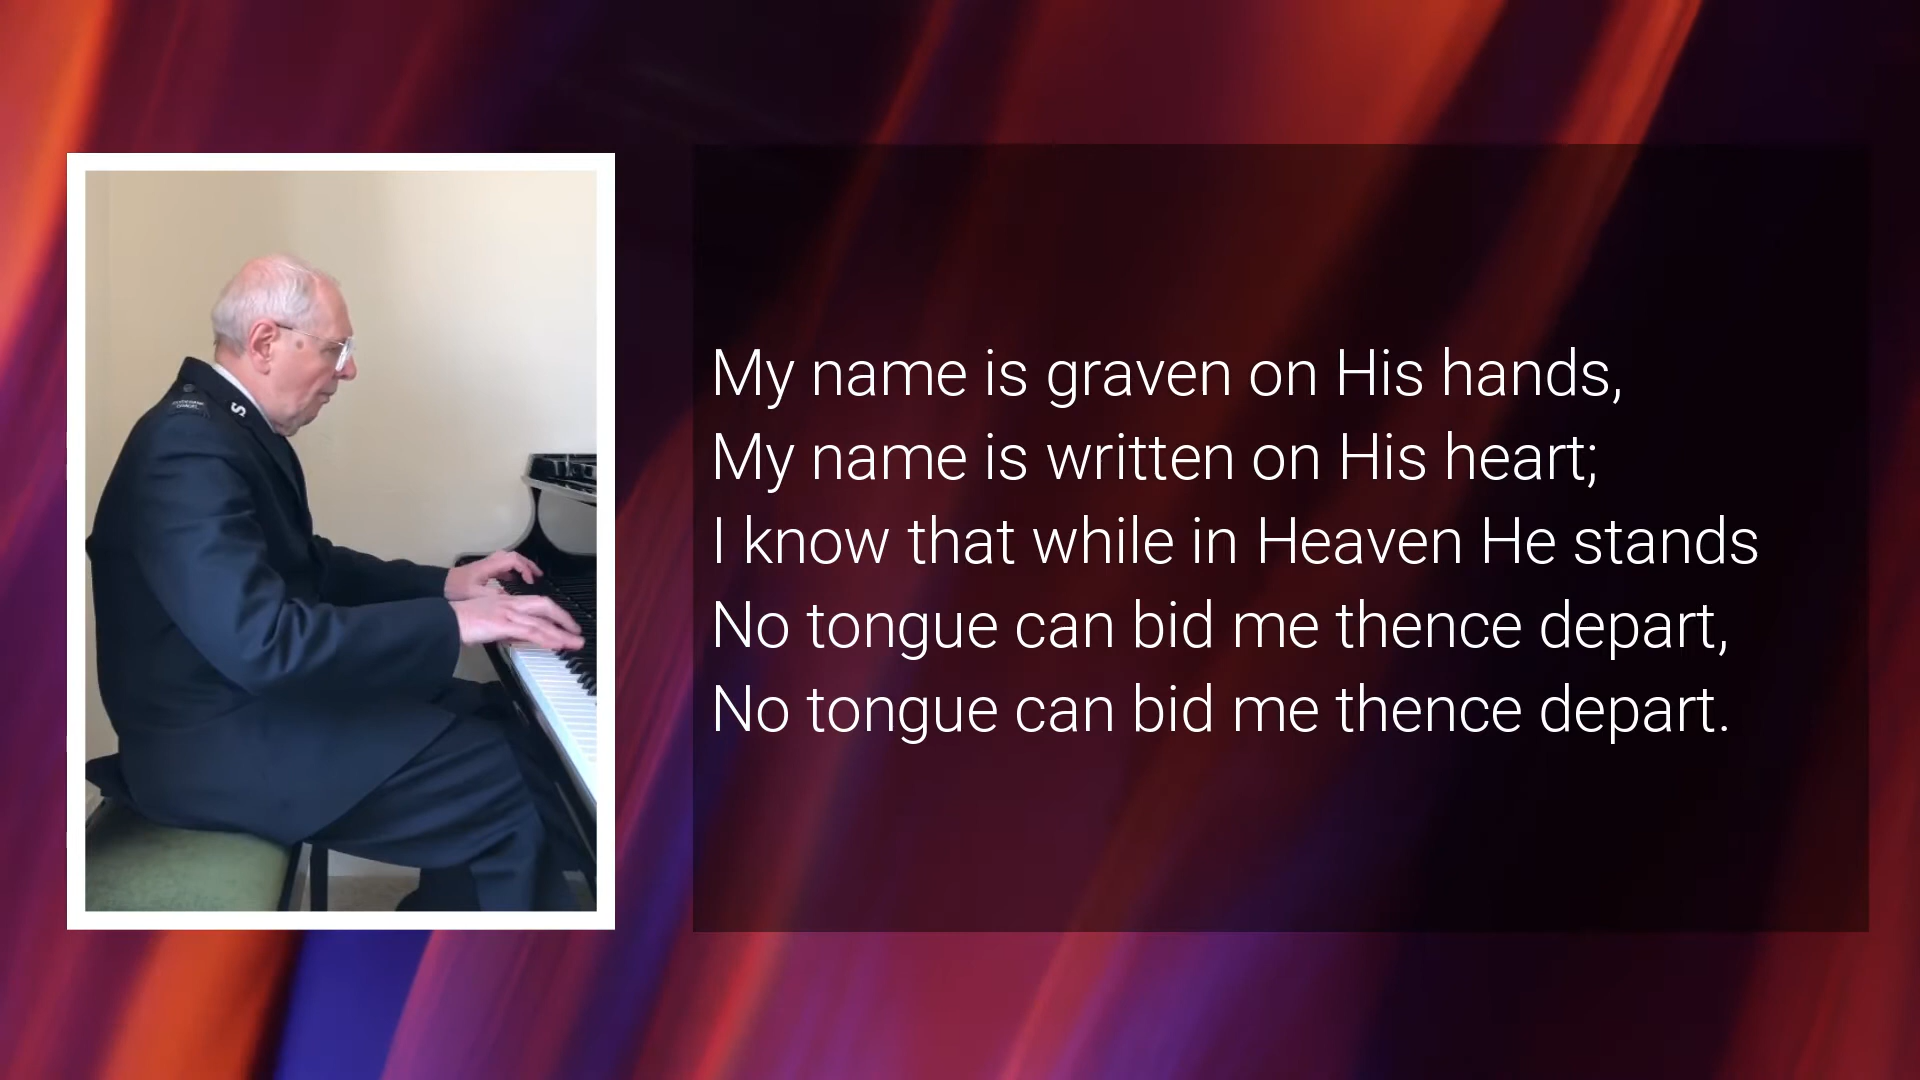 S
My name is graven on His hands,
My name is written on His heart;
I know that while in Heaven He stands
No tongue can bid me thence depart,
No tongue can bid me thence depart.